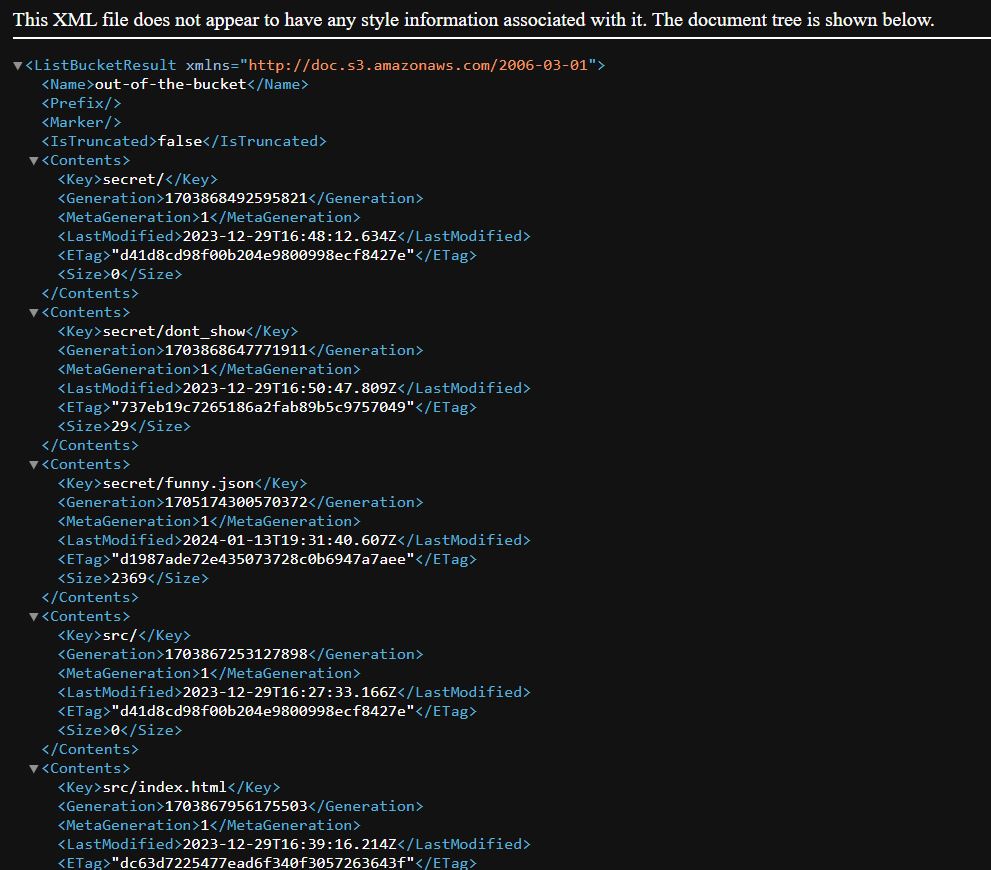 This XML file does not appear to have any style information associated with it. The document tree is shown below.
▼<ListBucketResult xmlns="http://doc.s3.amazonaws.com/2006-03-01">
<Name>out-of-the-bucket</Name>
<Prefix/>
<Marker/>
<IsTruncated>false</IsTruncated>
▼<Contents>
<Key>secret/</Key>
<Generation>1703868492595821</Generation>
<MetaGeneration>1</MetaGeneration>
<LastModified>2023-12-29T16:48:12.634Z</LastModified>
<ETag>"d41d8cd98f00b204e9800998ecf8427e"</ETag>
<Size>0</Size>
</Contents>
▼<Contents>
<Key>secret/dont_show</Key>
<Generation>1703868647771911</Generation>
<MetaGeneration>1</MetaGeneration>
<LastModified>2023-12-29T16:50:47.809Z</LastModified>
<ETag>"737eb19c7265186a2fab89b5c9757049"</ETag>
<Size>29</Size>
</Contents>
▼<Contents>
<Key>secret/funny.json</Key>
<Generation>1705174300570372</Generation>
<MetaGeneration>1</MetaGeneration>
<LastModified>2024-01-13T19:31:40.607Z</LastModified>
<ETag>"d1987ade72e435073728c0b6947a7aee"</ETag>
<Size>2369</Size>
</Contents>
▼<Contents>
<Key>src/</Key>
<Generation>1703867253127898</Generation>
<MetaGeneration>1</MetaGeneration>
<LastModified>2023-12-29T16:27:33.166Z</LastModified>
<ETag>"d41d8cd98f00b204e9800998ecf8427e"</ETag>
<Size>0</Size>
</Contents>
▼<Contents>
<Key>src/index.html</Key>
<Generation>1703867956175503</Generation>
<MetaGeneration>1</MetaGeneration>
<LastModified>2023-12-29T16:39:16.214Z</LastModified>
<ETag>"dc63d7225477ead6f340f3057263643f"</ETag>